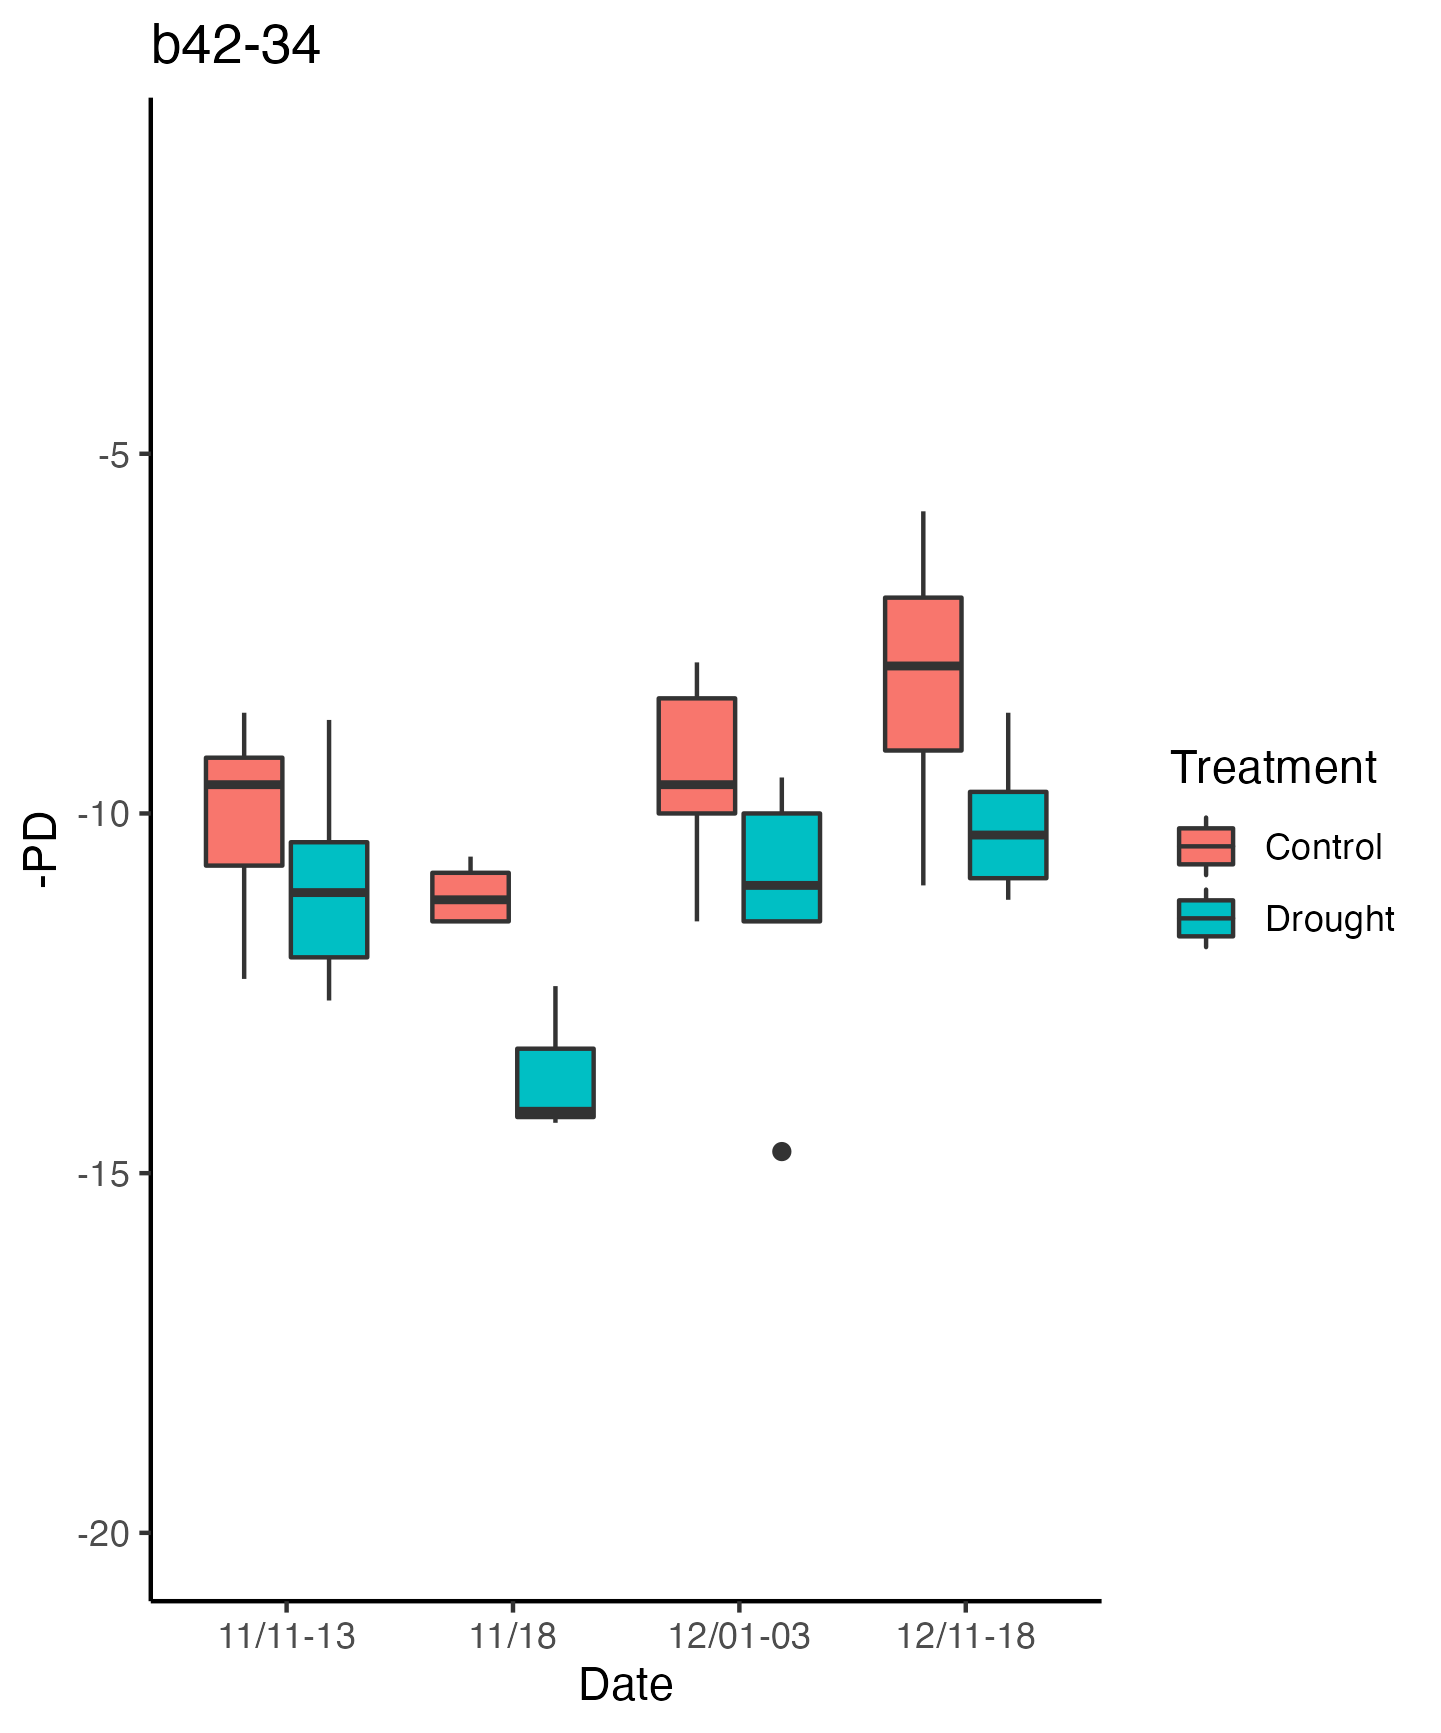 b42-34
-PD
-5
-10
-15
-20
11/11-13
11/18
12/01-03
12/11-18
Date
Treatment
Control
Drought